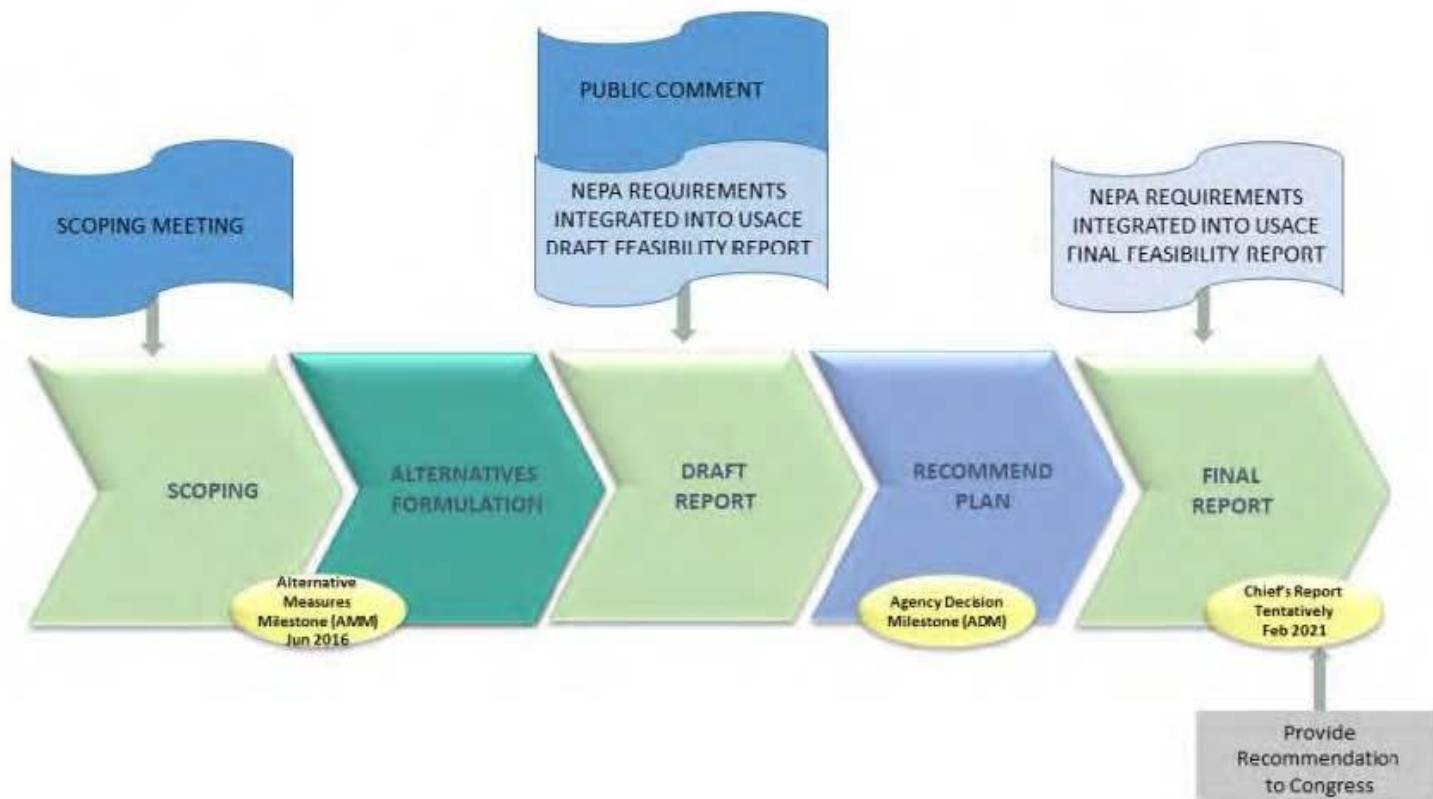 PUBLIC COMMENT
SCOPING MEETING
NEPA REQUIREMENTS
INTEGRATED INTO USACE
DRAFT FEASIBILITY REPORT
NEPA REQUIREMENTS
INTEGRATED INTO USACE
FINAL FEASIBILITY REPORT
SCOPING
ALTERNATIVES
FORMULATION
DRAFT
REPORT
RECOMMEND
PLAN
FINAL
REPORT
Alternative
Measures
Milestone (AMM)
Jun 2016
Agency Decision
Milestone (ADM)
Chief's Report
Tentatively
Feb 2021
Provide
Recommendation
to Congress